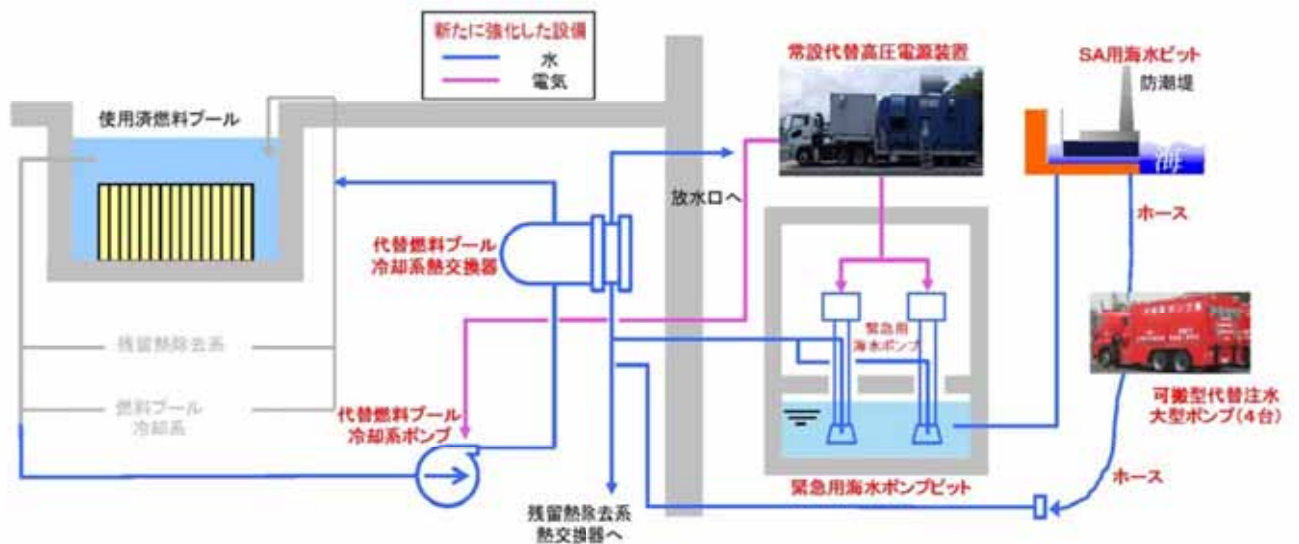 新たに強化した設備
水
電気
常設代替高圧電源装置
SA用海水ピット
防潮堤
海
使用済燃料プール
放水口へ
ホース
代替燃料プール
冷却系熱交換器
残留熱除去系
緊急用
海水ポンプ
燃料プール
冷却系
代替燃料プール
冷却系ポンプ
可搬型代替注水
大型ポンプ(4台)
ホース
緊急用海水ポンプピット
残留熱除去系
熱交換器へ